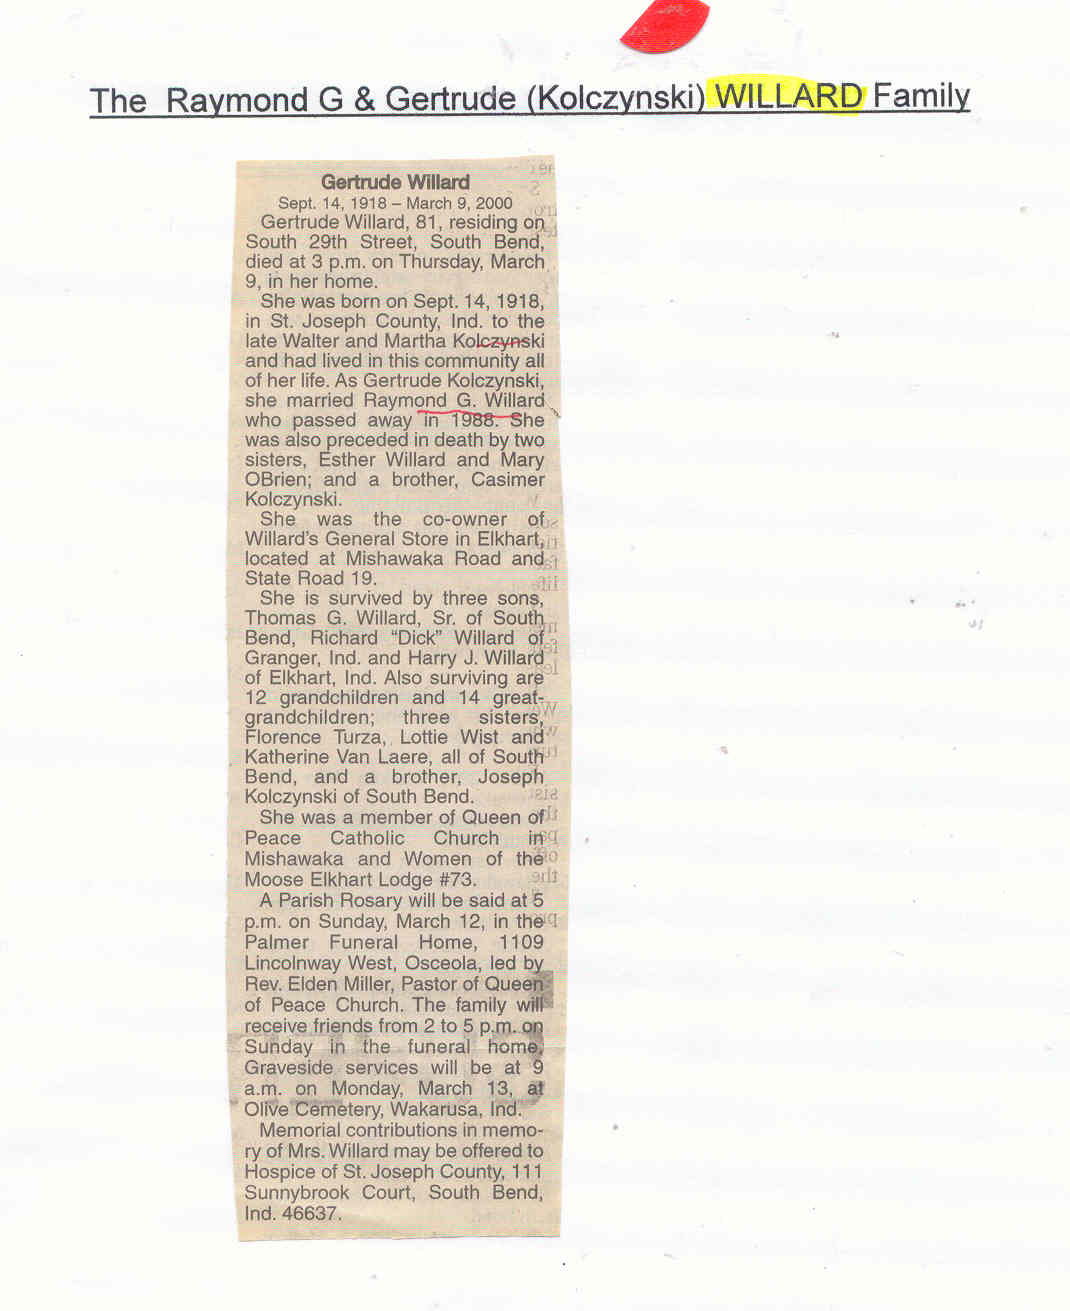 The Raymond G & Gertrude (Kolczynski) WILLARD Family
Gertrude Willard
Sept. 14, 1918 – March 9, 2000
Gertrude Willard, 81, residing on
South 29th Street, South Bend,
died at 3 p.m. on Thursday, March
9, in her home.
She was born on Sept. 14, 1918,
in St. Joseph County, Ind. to the
late Walter and Martha Kolczynski
and had lived in this community all
of her life. As Gertrude Kolczynski,
she married Raymond G. Willard
who passed away in 1988. She
was also preceded in death by two
sisters, Esther Willard and Mary
OBrien; and a brother, Casimer
Kolczynski.
She was the co-owner of
Willard's General Store in Elkhart,
located at Mishawaka Road and
State Road 19.
She is survived by three sons,
Thomas G. Willard, Sr. of South
Bend, Richard “Dick” Willard of
Granger, Ind. and Harry J. Willard
of Elkhart, Ind. Also surviving are
12 grandchildren and 14 great-
grandchildren; three sisters,
Florence Turza, Lottie Wist and
Katherine Van Laere, all of South
Bend, and a brother, Joseph
Kolczynski of South Bend.
She was a member of Queen of
Peace Catholic Church in
Mishawaka and Women of the
Moose Elkhart Lodge #73.
A Parish Rosary will be said at 5
p.m. on Sunday, March 12, in the
Palmer Funeral Home, 1109
Lincolnway West, Osceola, led by
Rev. Elden Miller, Pastor of Queen
of Peace Church. The family will
receive friends from 2 to 5 p.m. on
Sunday in the funeral home.
Graveside services will be at 9
a.m. on Monday, March 13, at
Olive Cemetery, Wakarusa, Ind.
Memorial contributions in memo-
ry of Mrs. Willard may be offered to
Hospice of St. Joseph County, 111
Sunnybrook Court, South Bend,
Ind. 46637.